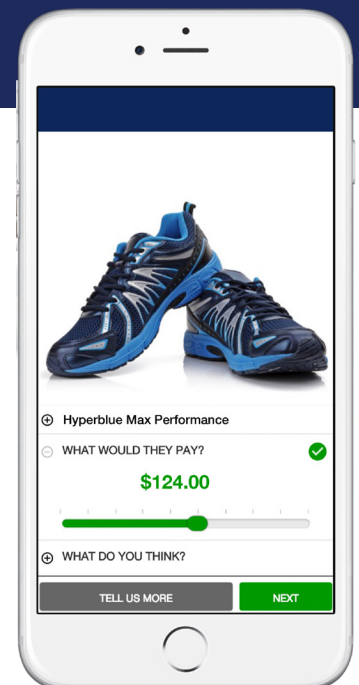 Hyperblue Max Performance
WHAT WOULD THEY PAY?
$124.00
WHAT DO YOU THINK?
TELL US MORE
NEXT